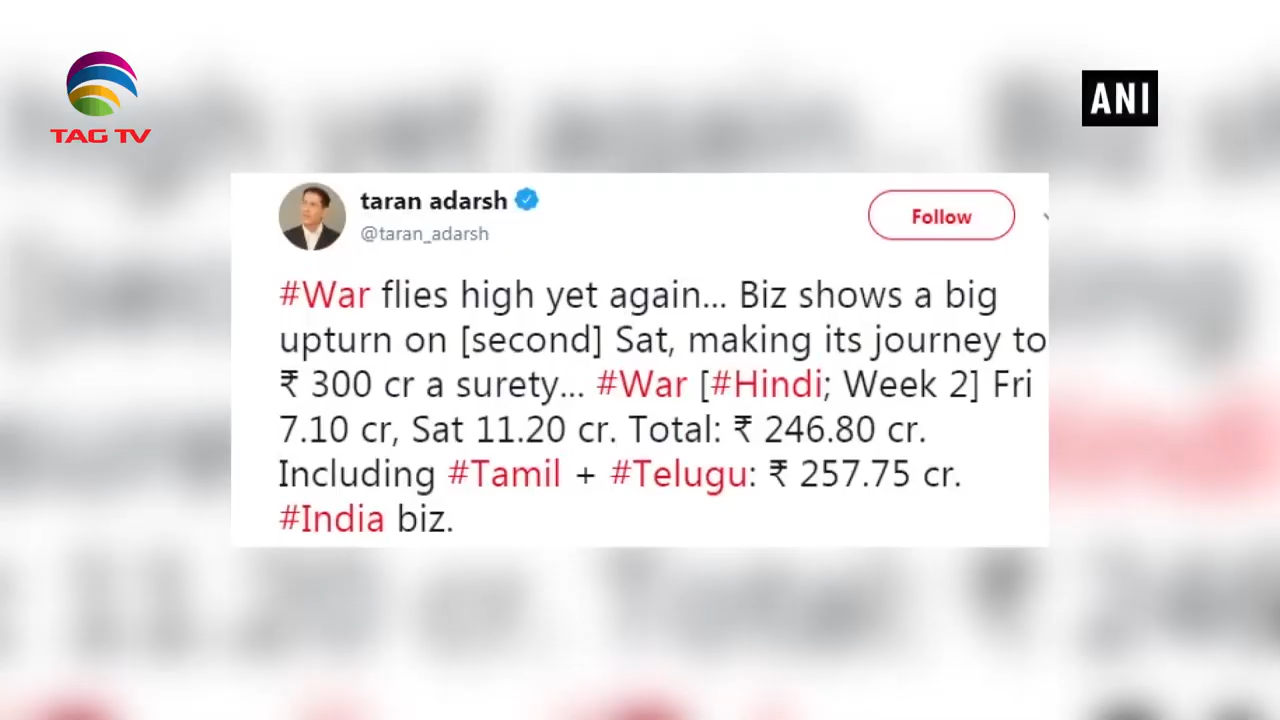 TAG TV
ANI
taran adarsh
@taran_adarsh
Follow
#War flies high yet again... Biz shows a big
upturn on [second] Sat, making its journey to
₹ 300 cr a surety... #War [#Hindi; Week 2] Fri
7.10 cr, Sat 11.20 cr. Total: ₹ 246.80 cr.
Including #Tamil + #Telugu: ₹ 257.75 cr.
#India biz.